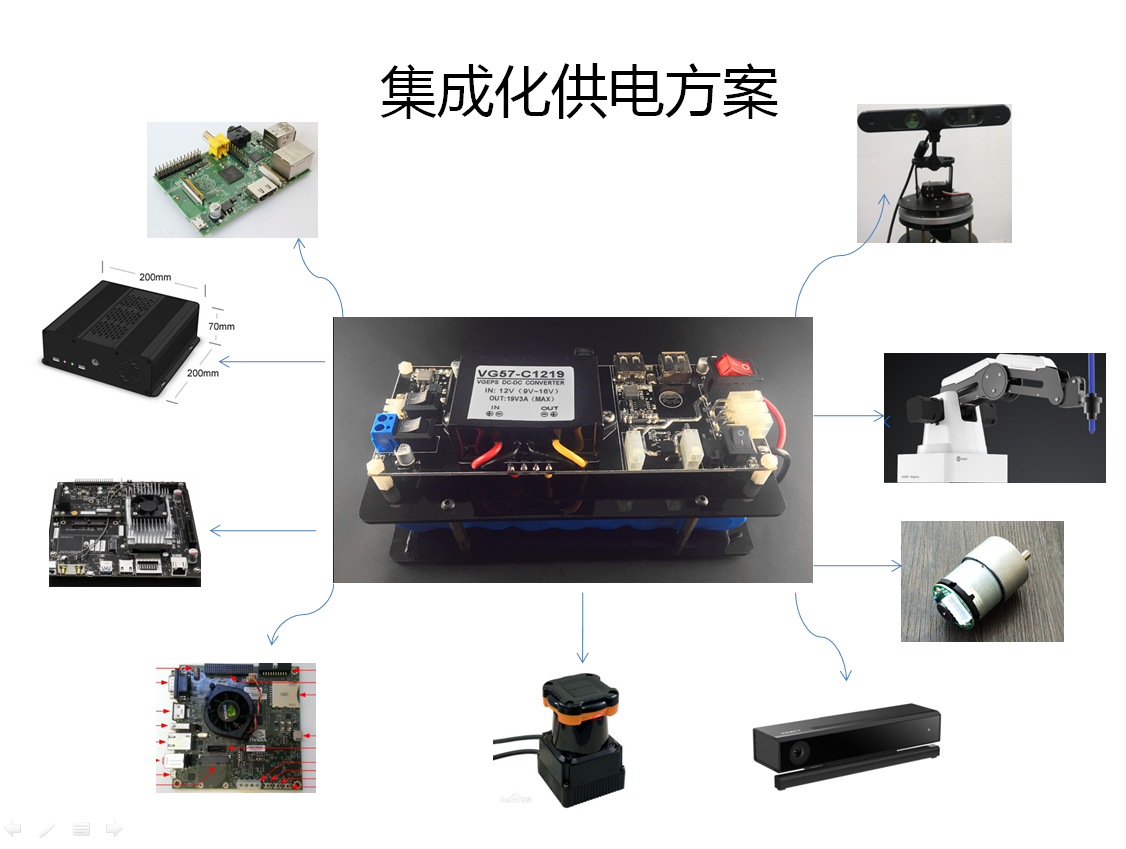 集成化供电方案
200mm
70mm
200mm
VG57-C1219
VGEPS DC-DC CONVERTER
IN: 12V（9V~16V）
OUT:19V3A（MAX）
IN
OUT